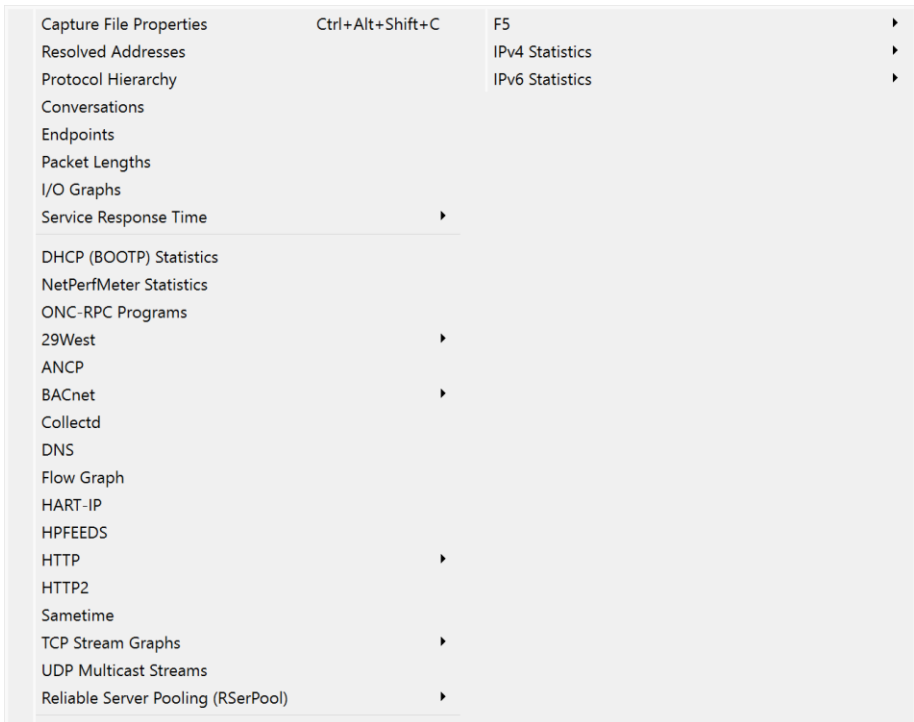 Capture File Properties Ctrl+Alt+Shift+C
Resolved Addresses
Protocol Hierarchy
Conversations
Endpoints
Packet Lengths
I/O Graphs
Service Response Time
DHCP (BOOTP) Statistics
NetPerfMeter Statistics
ONC-RPC Programs
29West
ANCP
BACnet
Collectd
DNS
Flow Graph
HART-IP
HPFEEDS
HTTP
HTTP2
Sametime
TCP Stream Graphs
UDP Multicast Streams
Reliable Server Pooling (RSerPool)
F5
IPv4 Statistics
IPv6 Statistics